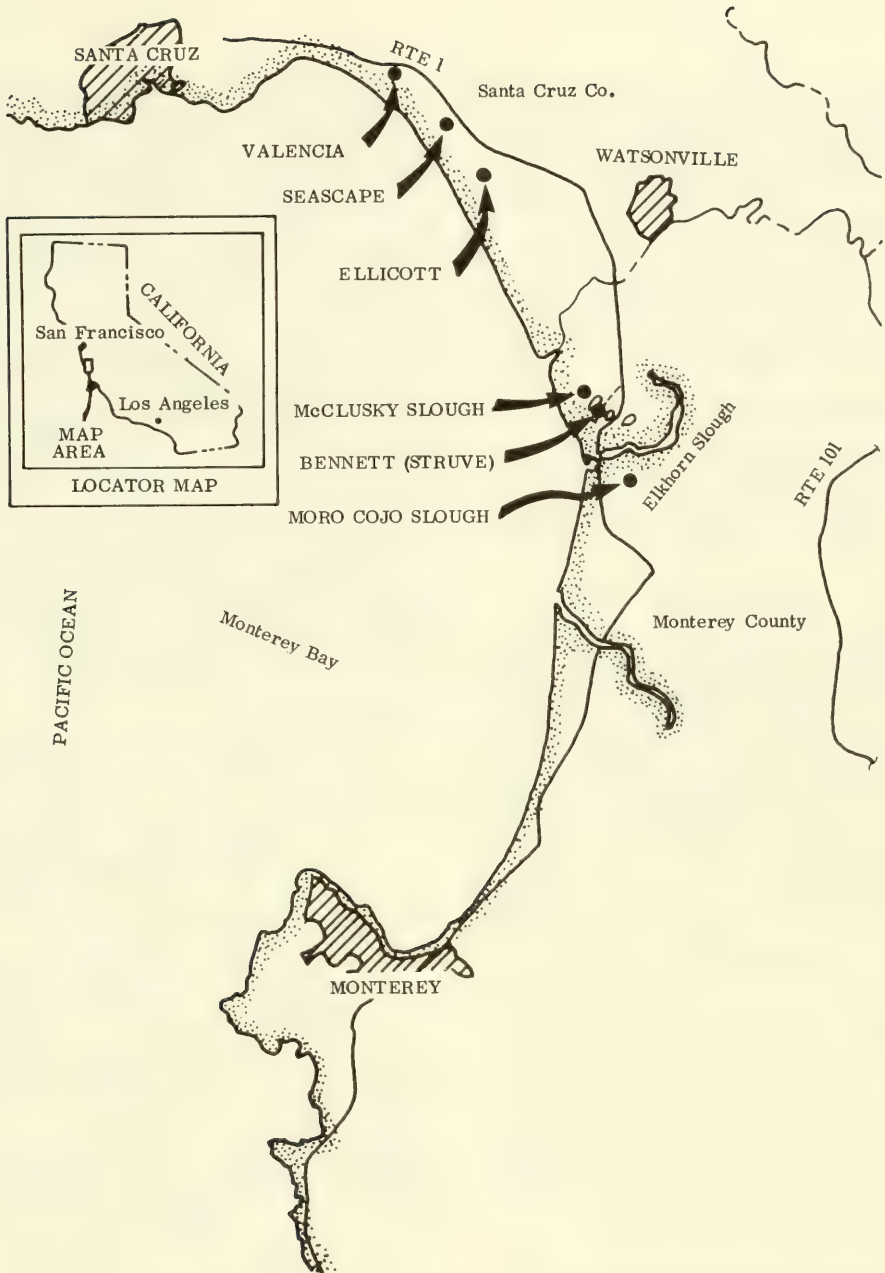 SANTA CRUZ
RTE 1
Santa Cruz Co.
VALENCIA
WATSONVILLE
SEASCAPE
ELLICOTT
CALIFORNIA
San Francisco
Los Angeles
MAP
AREA
LOCATOR MAP
McCLUSKY SLOUGH
BENNETT (STRUVE)
MORO COJO SLOUGH
Elkhorn Slough
RTE 101
PACIFIC OCEAN
Monterey Bay
Monterey County
MONTEREY